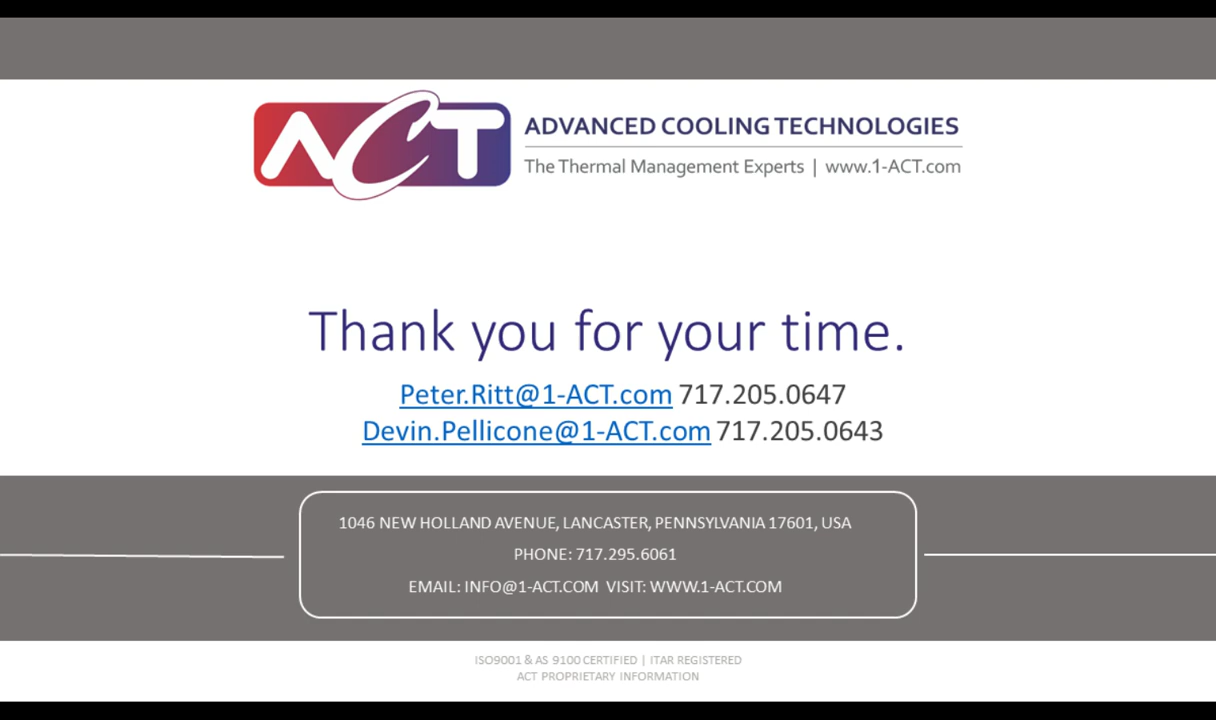 ACT
ADVANCED COOLING TECHNOLOGIES
The Thermal Management Experts | www.1-ACT.com
Thank you for your time.
Peter.Ritt@1-ACT.com 717.205.0647
Devin.Pellicone@1-ACT.com 717.205.0643
1046 NEW HOLLAND AVENUE, LANCASTER, PENNSYLVANIA 17601, USA
PHONE: 717.295.6061
EMAIL: INFO@1-ACT.COM VISIT: WWW.1-ACT.COM
ISO9001 & AS 9100 CERTIFIED | ITAR REGISTERED
ACT PROPRIETARY INFORMATION